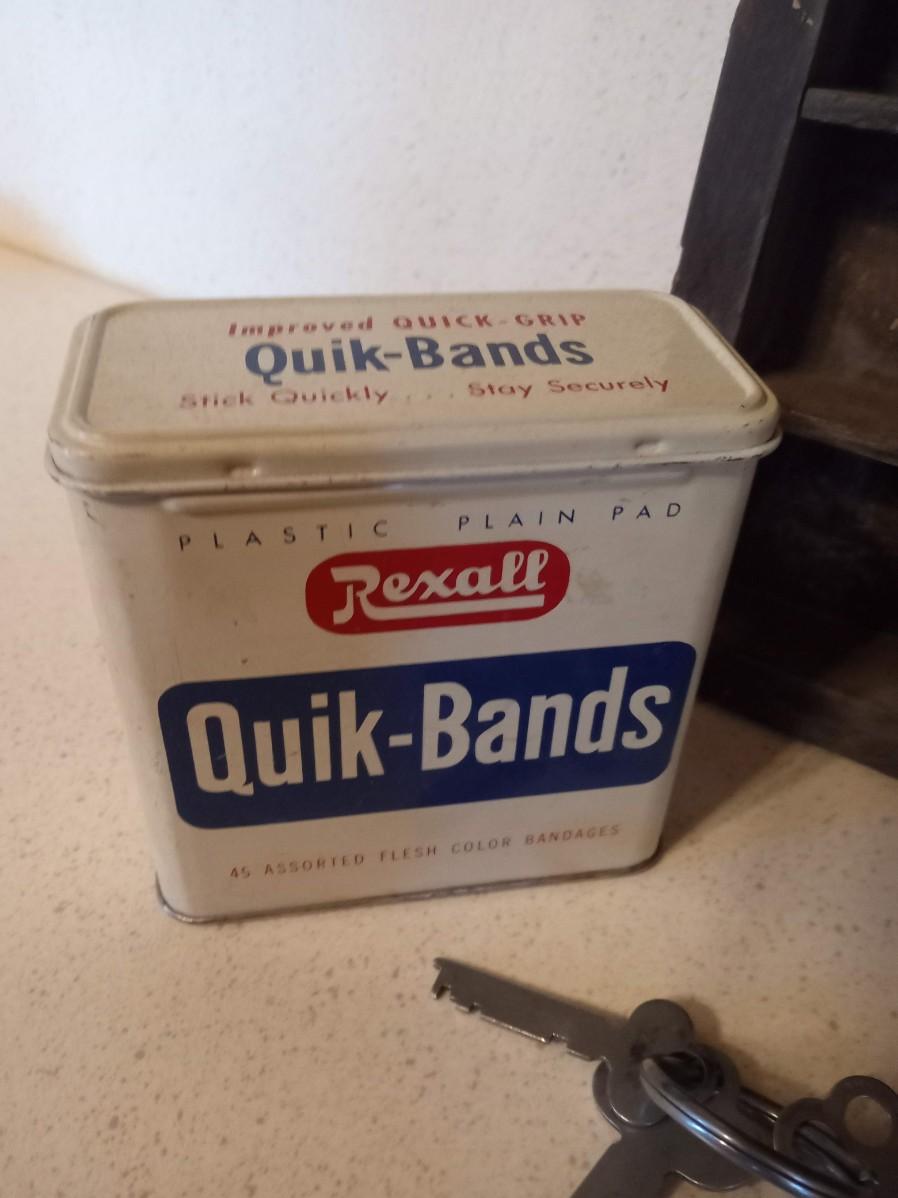 Improved QUICK-GRIP
Quik-Bands
Stick Quickly .... Stay Securely
PLASTIC PLAIN PAD
Rexall
Quik-Bands
45 ASSORTED FLESH COLOR BANDAGES